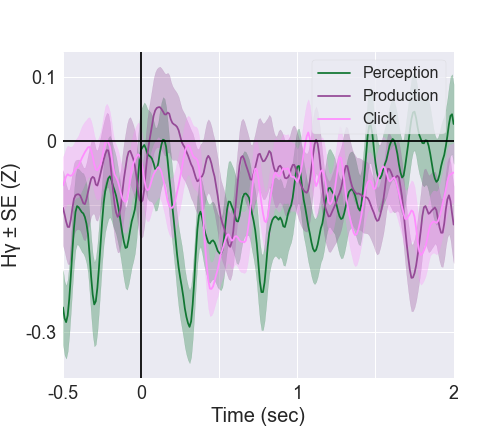 Perception
Production
Click
0.1
0
-0.3
Hγ ± SE (Z)
-0.5
0
1
2
Time (sec)